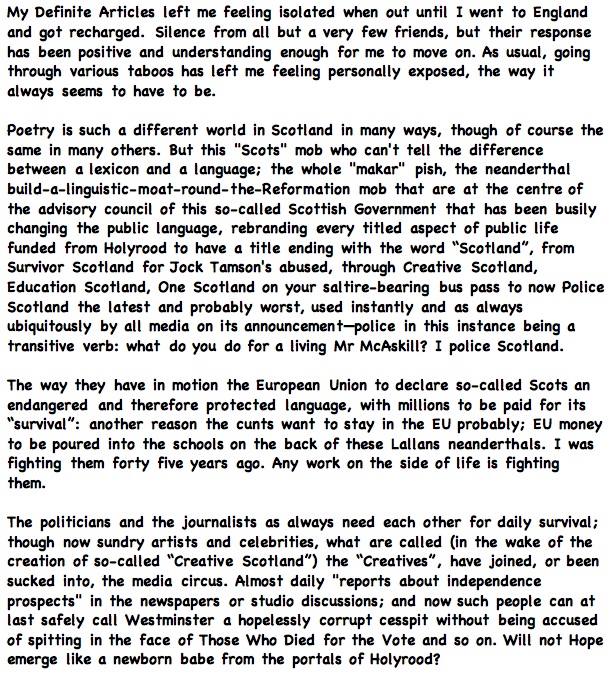 My Definite Articles left me feeling isolated when out until I went to England
and got recharged. Silence from all but a very few friends, but their response
has been positive and understanding enough for me to move on. As usual, going
through various taboos has left me feeling personally exposed, the way it
always seems to have to be.

Poetry is such a different world in Scotland in many ways, though of course the
same in many others. But this "Scots" mob who can't tell the difference
between a lexicon and a language; the whole "makar" pish, the neanderthal
build-a-linguistic-moat-round-the-Reformation mob that are at the centre of
the advisory council of this so-called Scottish Government that has been busily
changing the public language, rebranding every titled aspect of public life
funded from Holyrood to have a title ending with the word “Scotland”, from
Survivor Scotland for Jock Tamson's abused, through Creative Scotland,
Education Scotland, One Scotland on your saltire-bearing bus pass to now Police
Scotland the latest and probably worst, used instantly and as always
ubiquitously by all media on its announcement—police in this instance being a
transitive verb: what do you do for a living Mr McAskill? I police Scotland.

The way they have in motion the European Union to declare so-called Scots an
endangered and therefore protected language, with millions to be paid for its
“survival”: another reason the cunts want to stay in the EU probably; EU money
to be poured into the schools on the back of these Lallans neanderthals. I was
fighting them forty five years ago. Any work on the side of life is fighting
them.

The politicians and the journalists as always need each other for daily survival;
though now sundry artists and celebrities, what are called (in the wake of the
creation of so-called “Creative Scotland”) the “Creatives”, have joined, or been
sucked into, the media circus. Almost daily "reports about independence
prospects" in the newspapers or studio discussions; and now such people can at
last safely call Westminster a hopelessly corrupt cesspit without being accused
of spitting in the face of Those Who Died for the Vote and so on. Will not Hope
emerge like a newborn babe from the portals of Holyrood?